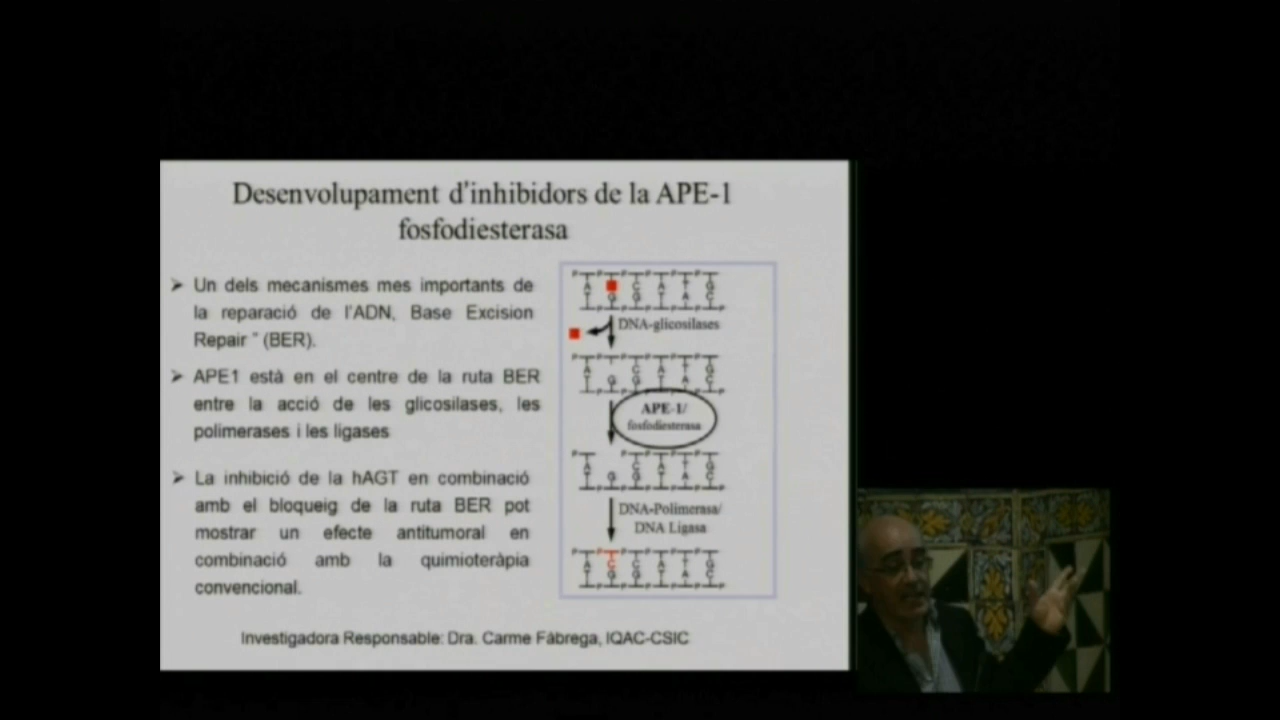 Desenvolupament d'inhibidors de la APE-1
fosfodiesterasa
➢ Un dels mecanismes mes importants de
la reparació de l'ADN, Base Excision
Repair " (BER).
➢ APE1 està en el centre de la ruta BER
entre la acció de les glicosilases, les
polimerases i les ligases
➢ La inhibició de la hAGT en combinació
amb el bloqueig de la ruta BER pot
mostrar un efecte antitumoral en
combinació amb la quimioteràpia
convencional.
DNA-glicosilases
APE-1/
fosfodiesterasa
DNA-Polimerasa/
DNA Ligasa
Investigadora Responsable: Dra. Carme Fàbrega, IQAC-CSIC